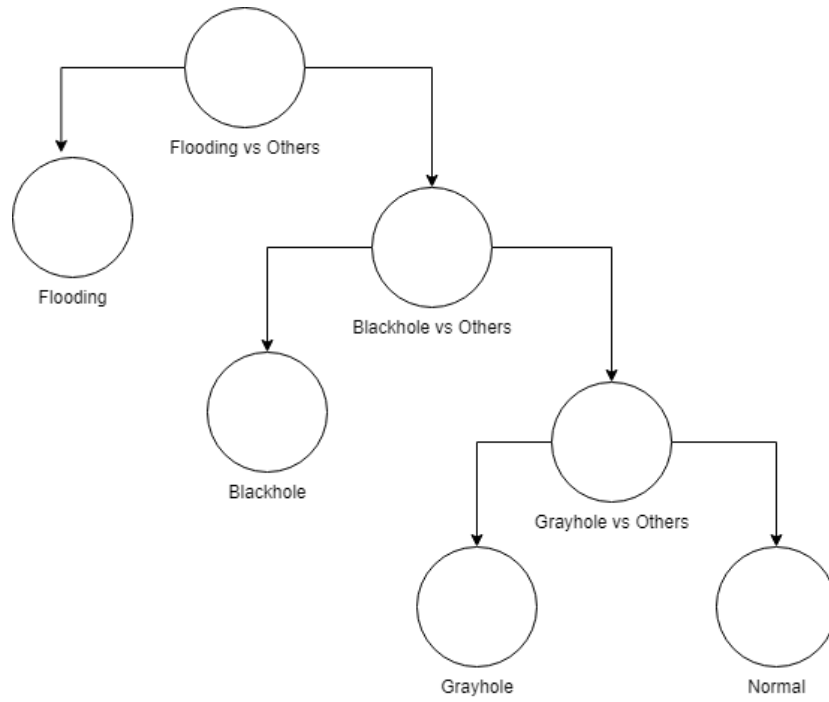 Flooding vs Others
Flooding
Blackhole vs Others
Blackhole
Grayhole vs Others
Grayhole
Normal